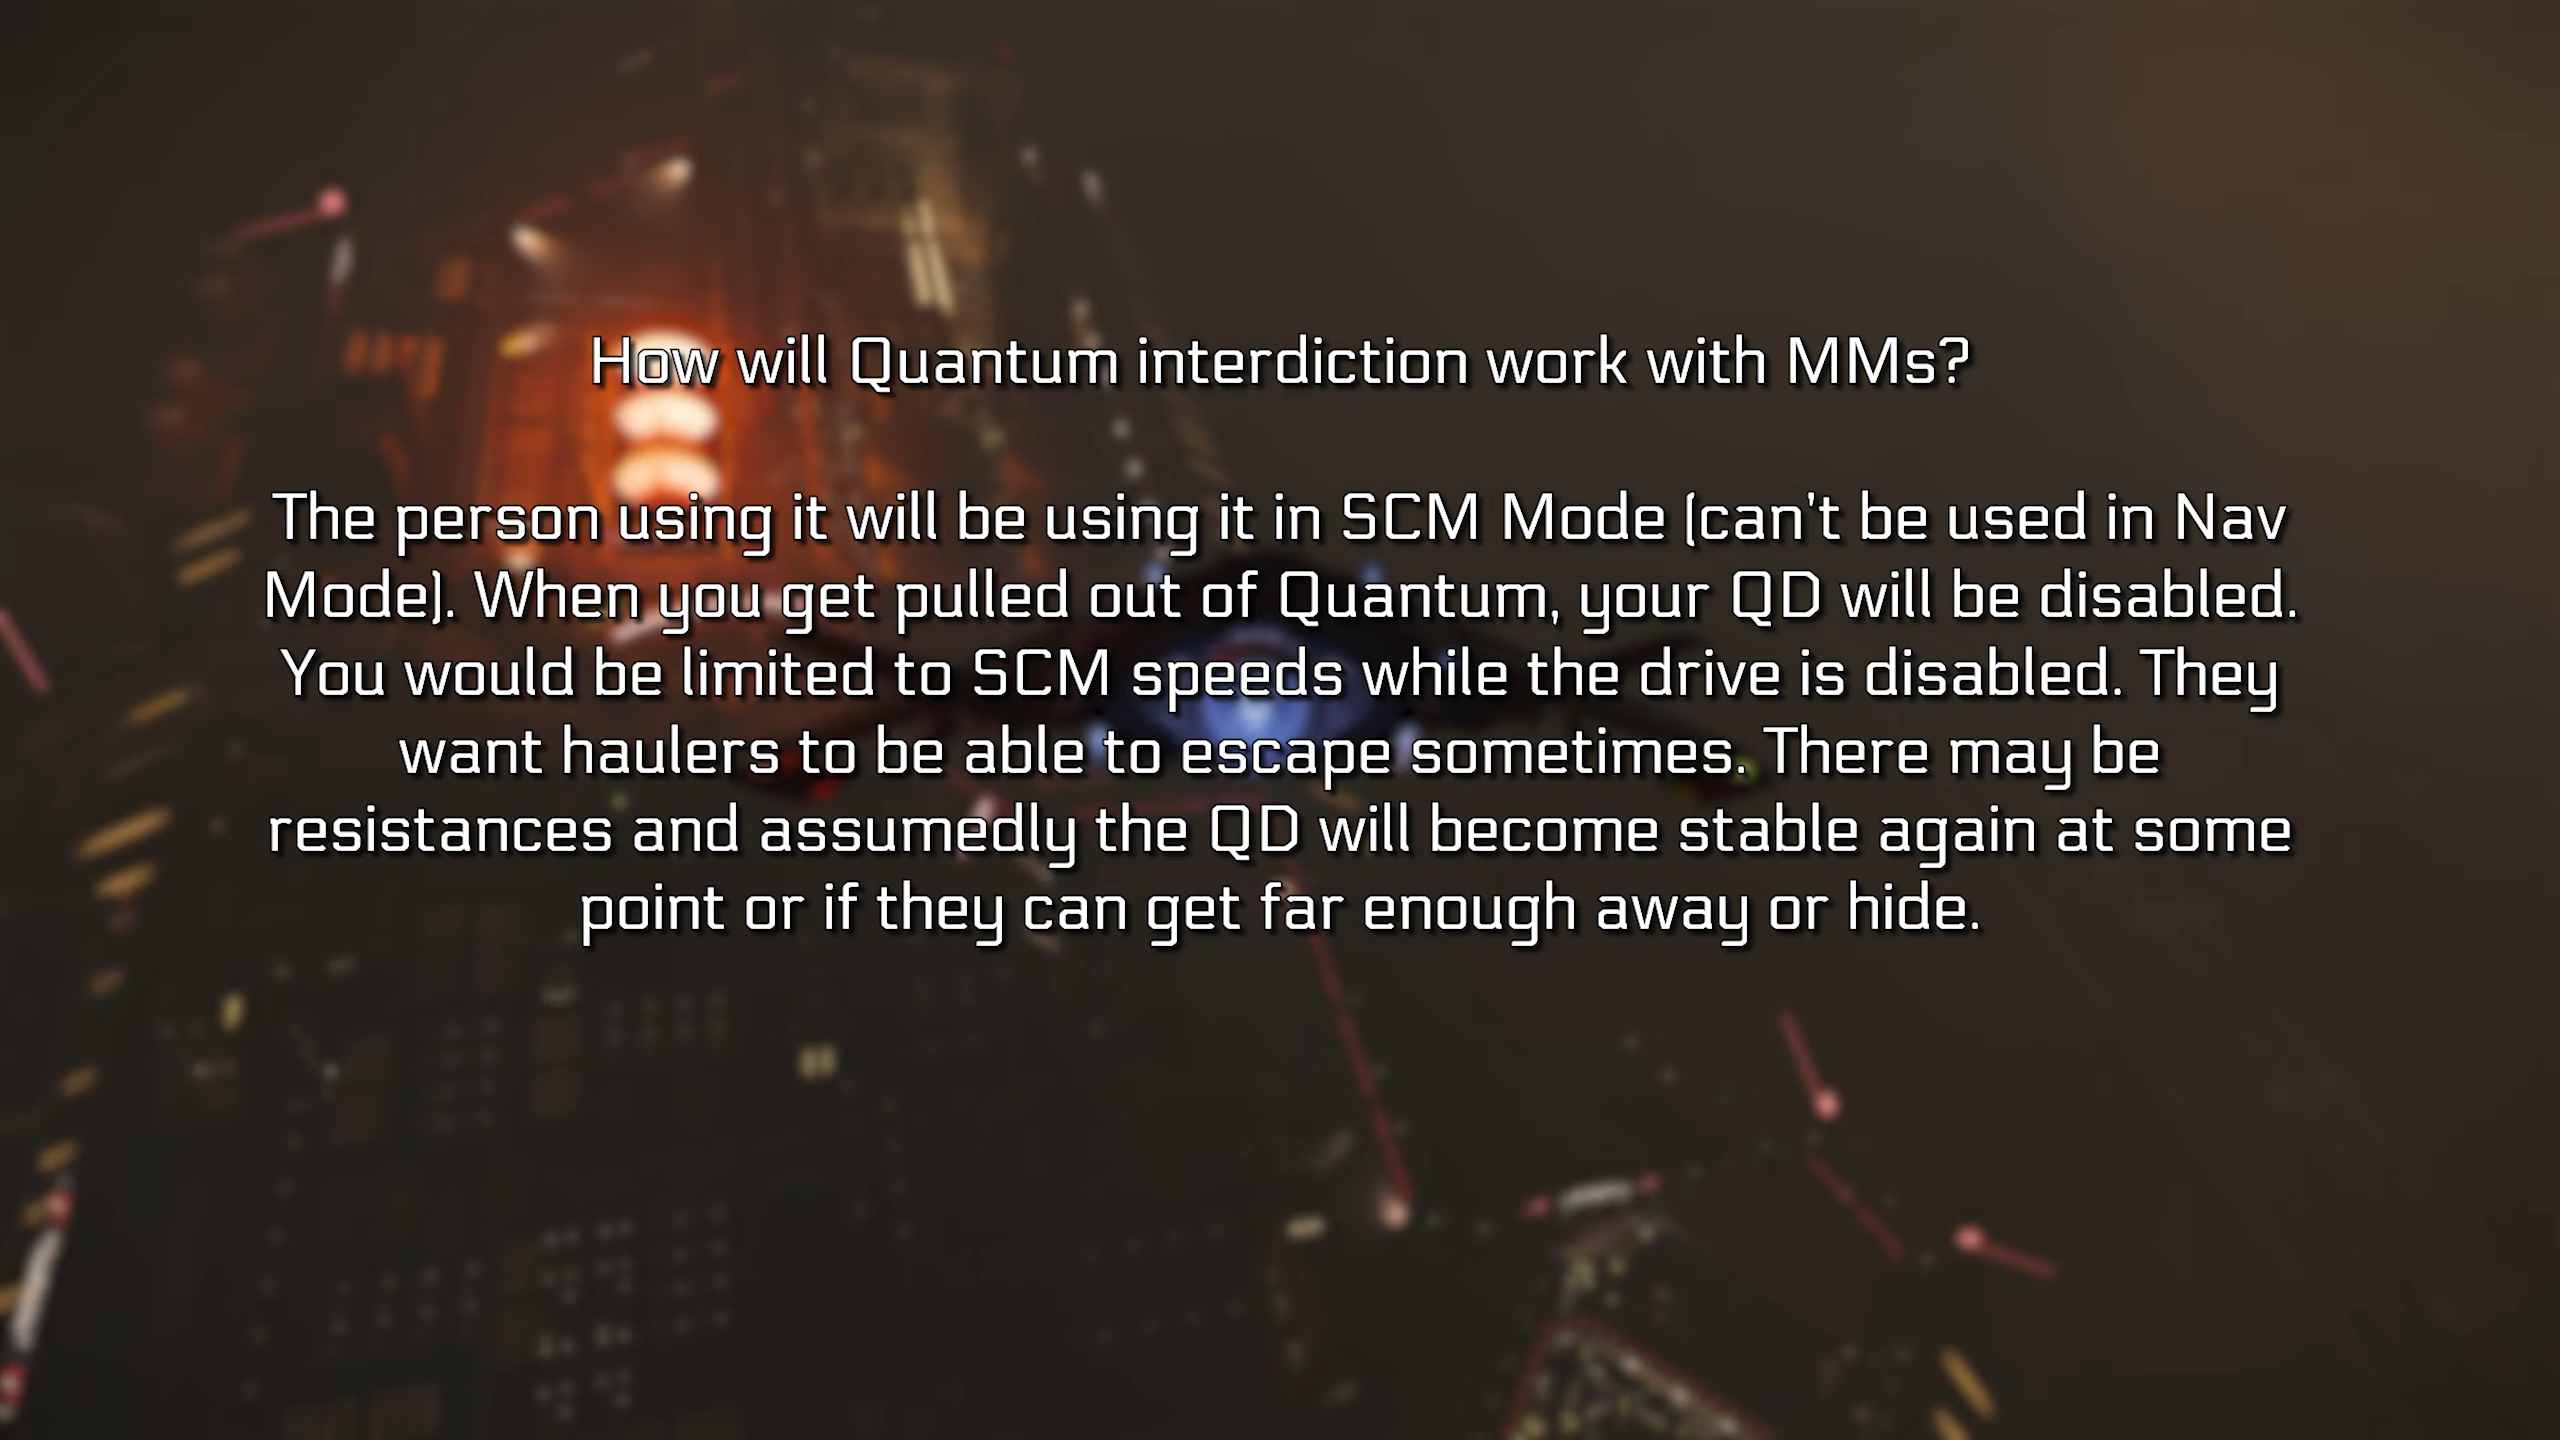 How will Quantum interdiction work with MMs?
The person using it will be using it in SCM Mode (can't be used in Nav
Mode). When you get pulled out of Quantum, your QD will be disabled.
You would be limited to SCM speeds while the drive is disabled. They
want haulers to be able to escape sometimes. There may be
resistances and assumedly the QD will become stable again at some
point or if they can get far enough away or hide.